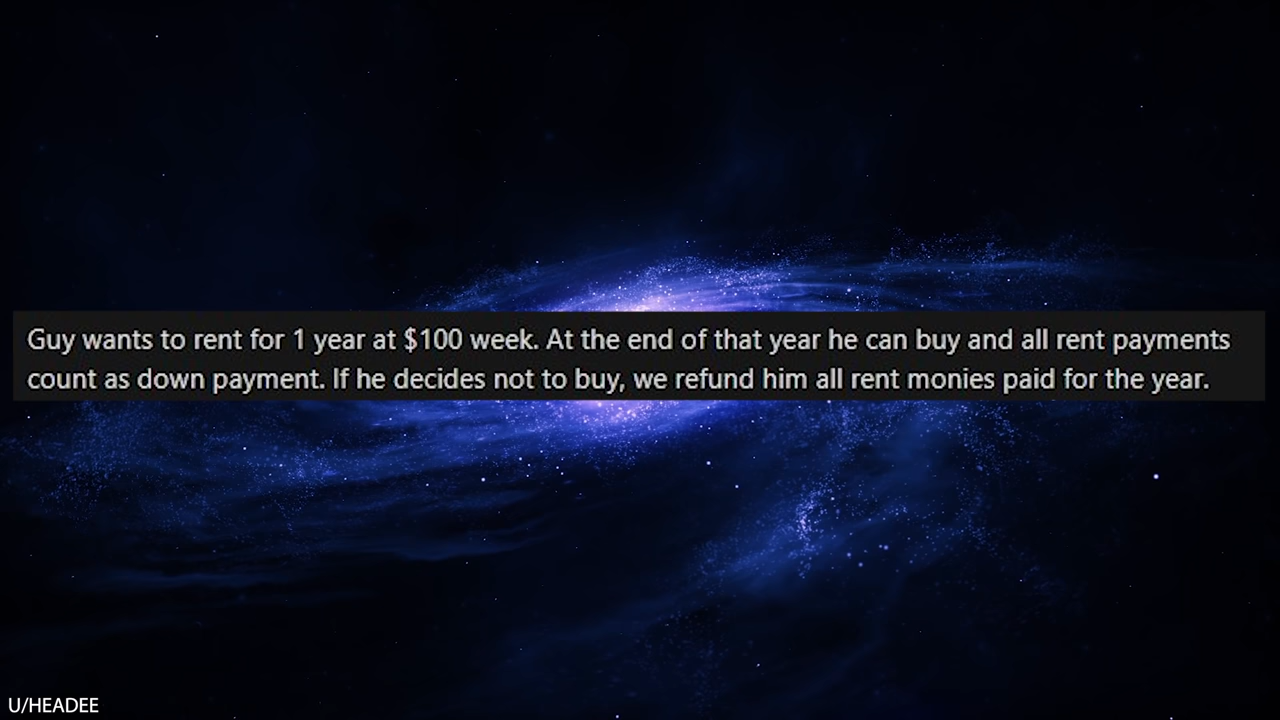 Guy wants to rent for 1 year at $100 week. At the end of that year he can buy and all rent payments
count as down payment. If he decides not to buy, we refund him all rent monies paid for the year.
U/HEADEE